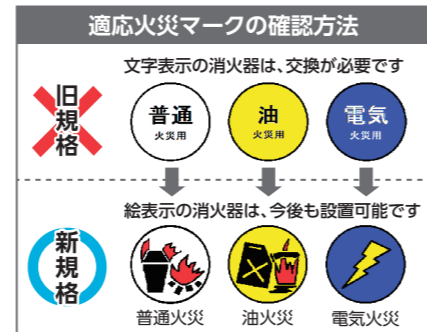 適応火災マークの確認方法
文字表示の消火器は、交換が必要です
旧規格
普通
火災用
油
火災用
電気
火災用
絵表示の消火器は、今後も設置可能です
新規格
普通火災
油火災
電気火災